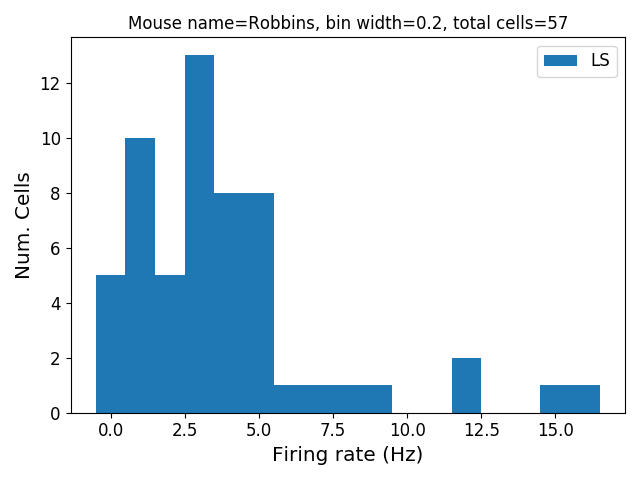 Mouse name=Robbins, bin width=0.2, total cells=57
LS
12
10
8
6
4
2
0
Num. Cells
0.0 2.5 5.0 7.5 10.0 12.5 15.0
Firing rate (Hz)